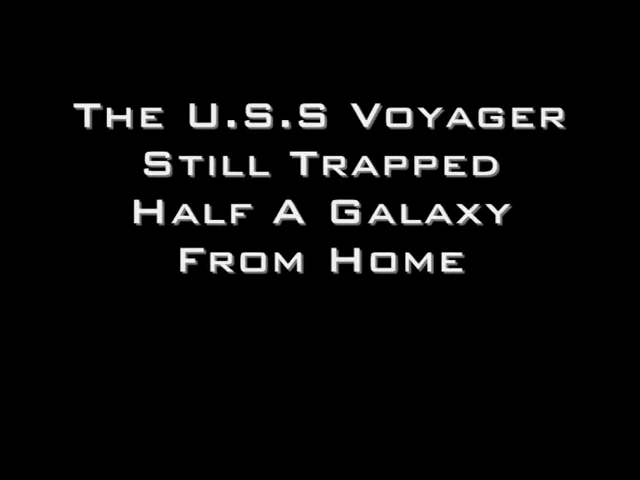 The U.S.S Voyager
Still Trapped
Half A Galaxy
From Home